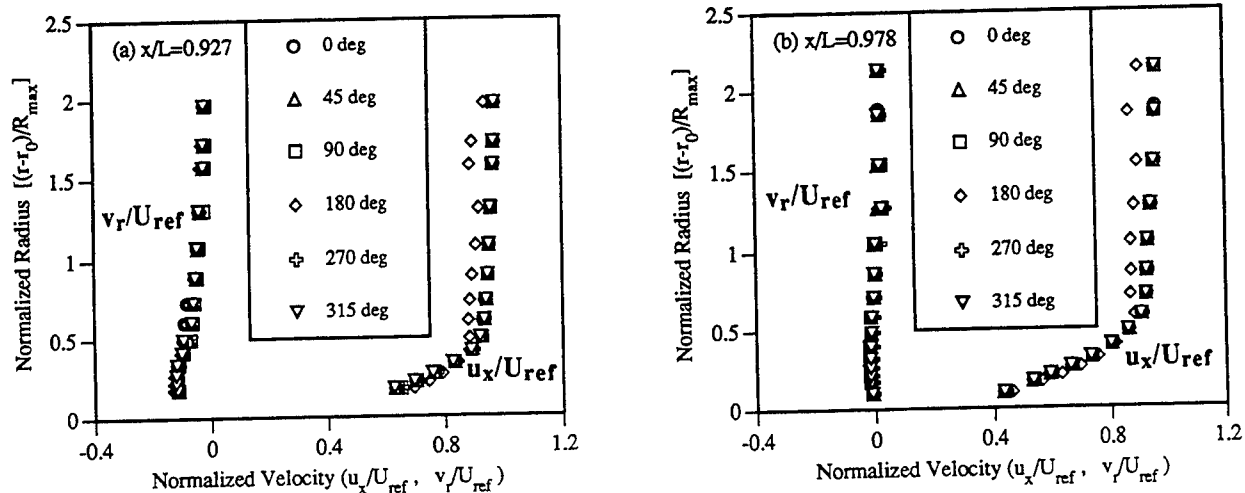 2.5
2
1.5
1
0.5
0
-0.4
0
0.4
0.8
1.2
Normalized Radius [(r-r0)/Rmax]
Normalized Velocity (ux/Uref , vr/Uref)
(a) x/L=0.927
0 deg
45 deg
90 deg
180 deg
270 deg
315 deg
vr/Uref
ux/Uref
2.5
2
1.5
1
0.5
0
-0.4
0
0.4
0.8
1.2
Normalized Radius [(r-r0)/Rmax]
Normalized Velocity (ux/Uref , vr/Uref)
(b) x/L=0.978
0 deg
45 deg
90 deg
180 deg
270 deg
315 deg
vr/Uref
ux/Uref